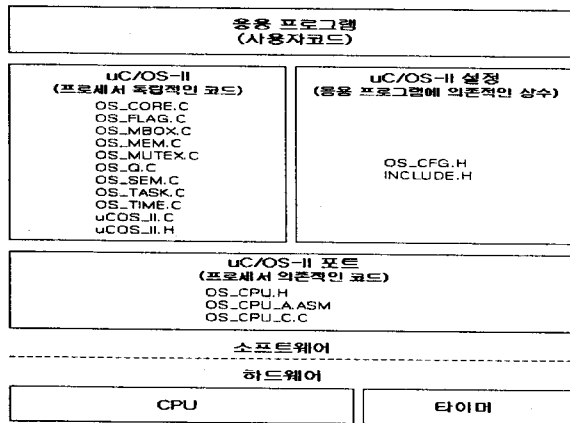 응용 프로그램
(사용자코드)
uC/OS-II
(프로세서 독립적인 코드)
OS_CORE.C
OS_FLAG.C
OS_MBOX.C
OS_MEM.C
OS_MUTEX.C
OS_Q.C
OS_SEM.C
OS_TASK.C
OS_TIME.C
uCOS_II.C
uCOS_II.H
uC/OS-II 설정
(응용 프로그램에 의존적인 상수)
OS_CFG.H
INCLUDE.H
uC/OS-II 포트
(프로세서 의존적인 코드)
OS_CPU.H
OS_CPU_A.ASM
OS_CPU_C.C
소프트웨어
하드웨어
CPU
타이머